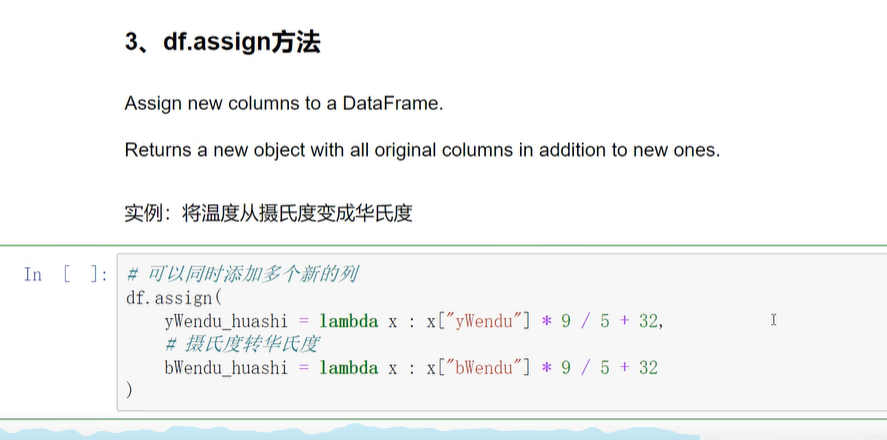 3、df.assign方法
Assign new columns to a DataFrame.
Returns a new object with all original columns in addition to new ones.
实例：将温度从摄氏度变成华氏度
In [ ]: # 可以同时添加多个新的列
df.assign(
    yWendu_huashi = lambda x : x["yWendu"] * 9 / 5 + 32,
    # 摄氏度转华氏度
    bWendu_huashi = lambda x : x["bWendu"] * 9 / 5 + 32
)